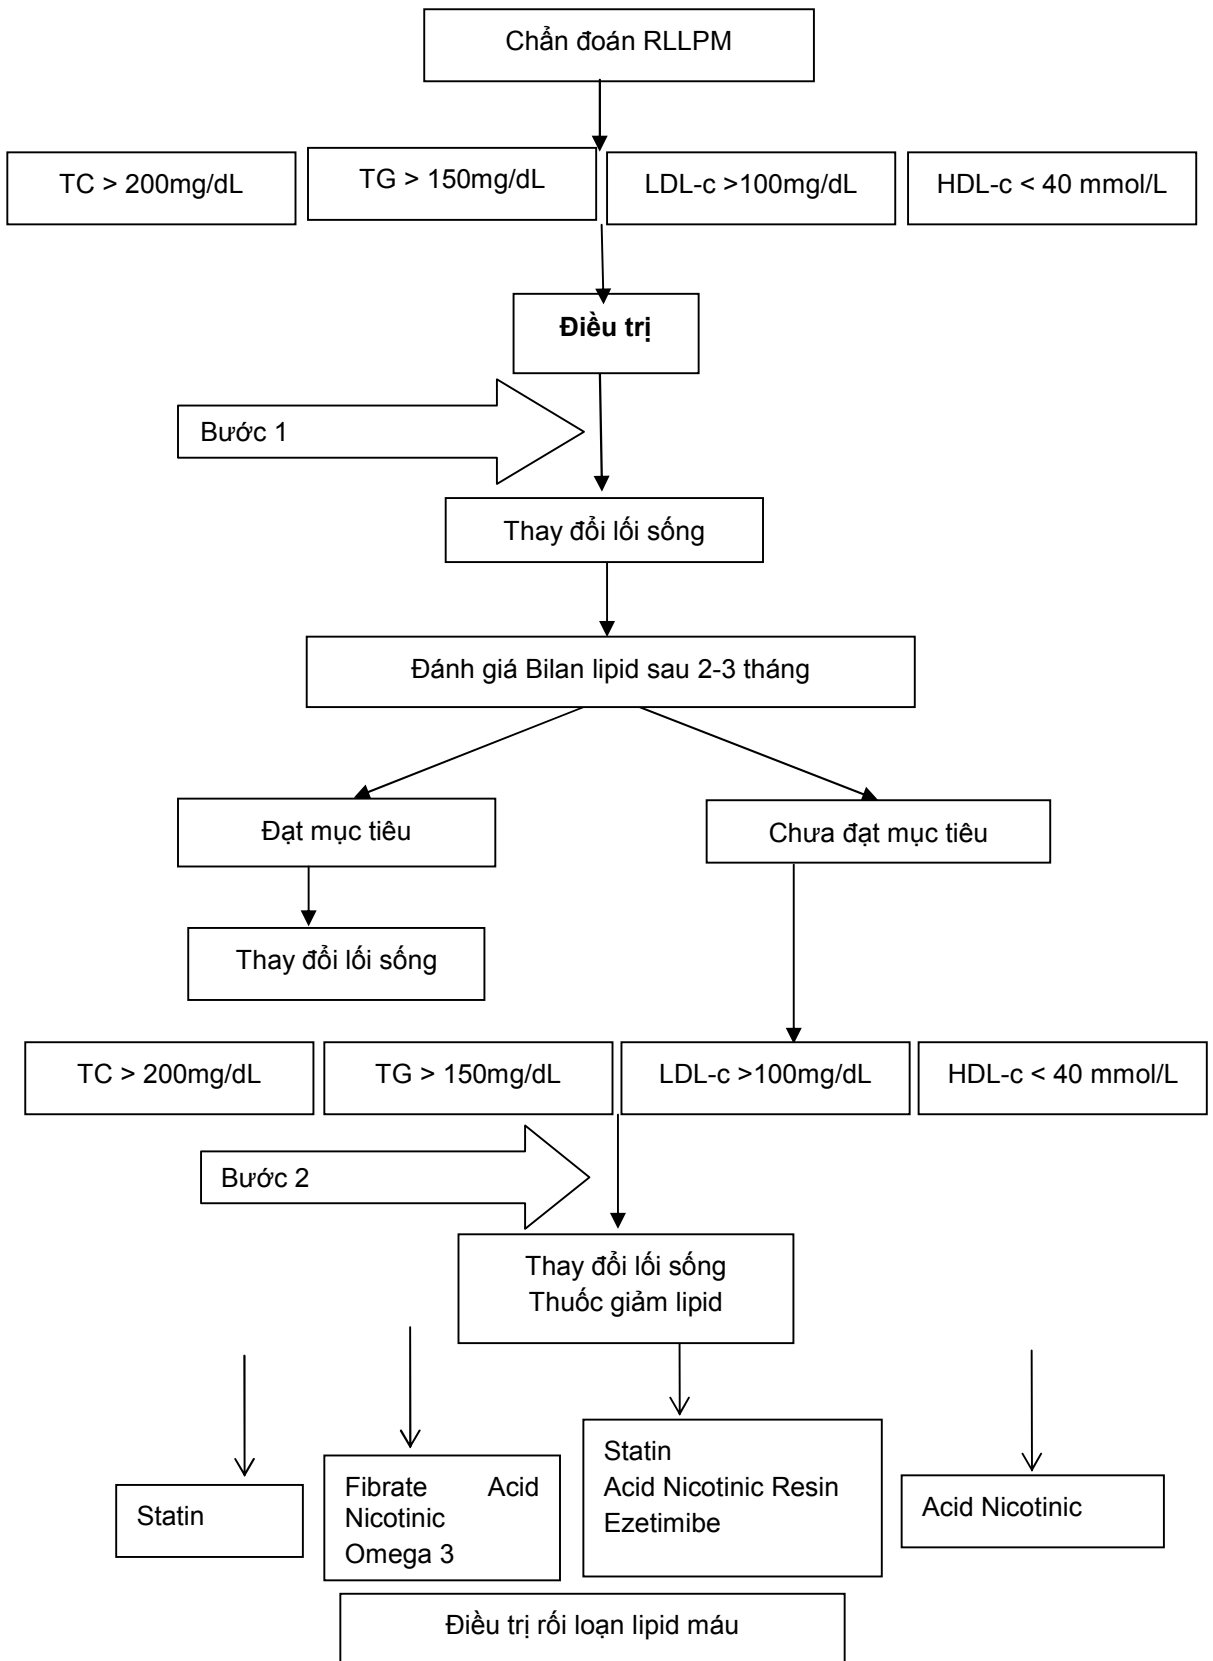 Chẩn đoán RLLPM
TC > 200mg/dL
TG > 150mg/dL
LDL-c >100mg/dL
HDL-c < 40 mmol/L
Điều trị
Bước 1
Thay đổi lối sống
Đánh giá Bilan lipid sau 2-3 tháng
Đạt mục tiêu
Chưa đạt mục tiêu
Thay đổi lối sống
TC > 200mg/dL
TG > 150mg/dL
LDL-c >100mg/dL
HDL-c < 40 mmol/L
Bước 2
Thay đổi lối sống
Thuốc giảm lipid
Statin
Fibrate Acid
Nicotinic
Omega 3
Statin
Acid Nicotinic Resin
Ezetimibe
Acid Nicotinic
Điều trị rối loạn lipid máu